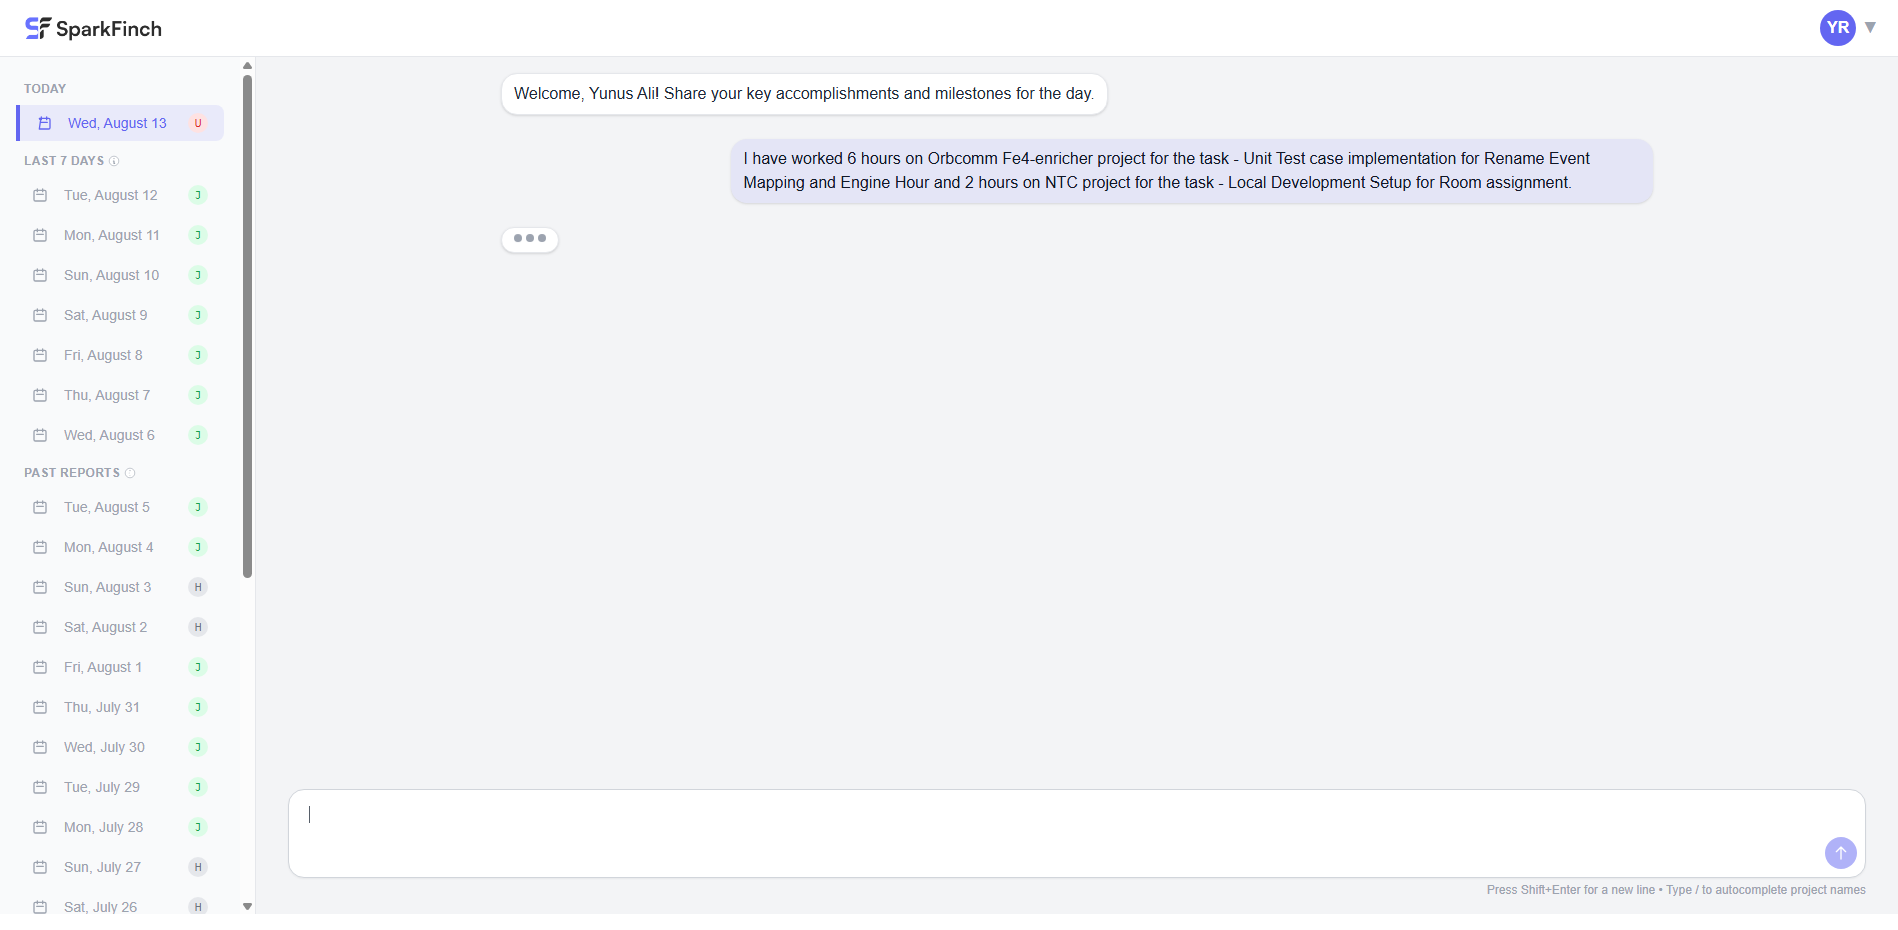 SparkFinch
YR
TODAY
Wed, August 13 U
LAST 7 DAYS
Tue, August 12 J
Mon, August 11 J
Sun, August 10 J
Sat, August 9 J
Fri, August 8 J
Thu, August 7 J
Wed, August 6 J
PAST REPORTS
Tue, August 5 J
Mon, August 4 J
Sun, August 3 H
Sat, August 2 H
Fri, August 1 J
Thu, July 31 J
Wed, July 30 J
Tue, July 29 J
Mon, July 28 J
Sun, July 27 H
Sat, July 26 H
Welcome, Yunus Ali! Share your key accomplishments and milestones for the day.
I have worked 6 hours on Orbcomm Fe4-enricher project for the task - Unit Test case implementation for Rename Event
Mapping and Engine Hour and 2 hours on NTC project for the task - Local Development Setup for Room assignment.
Press Shift+Enter for a new line • Type / to autocomplete project names